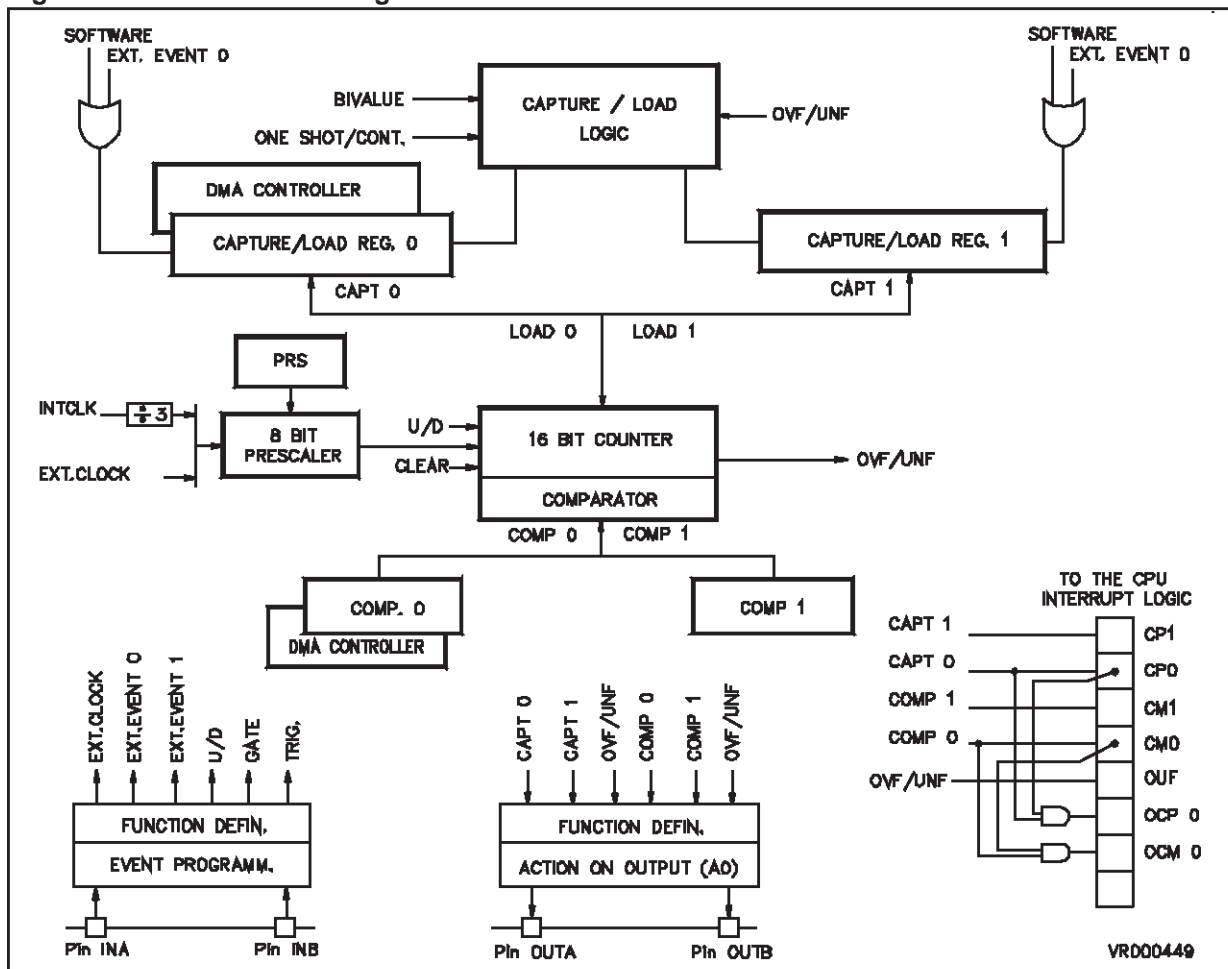 SOFTWARE
EXT. EVENT 0
BIVALUE
ONE SHOT/CONT.
CAPTURE / LOAD
LOGIC
OVF/UNF
SOFTWARE
EXT. EVENT 0
DMA CONTROLLER
CAPTURE/LOAD REG. 0
CAPTURE/LOAD REG. 1
CAPT 0
CAPT 1
LOAD 0
LOAD 1
PRS
INTCLK
÷ 3
EXT.CLOCK
8 BIT
PRESCALER
U/D
CLEAR
16 BIT COUNTER
COMPARATOR
OVF/UNF
COMP 0
COMP 1
COMP. 0
DMA CONTROLLER
COMP 1
EXT.CLOCK
EXT.EVENT 0
EXT.EVENT 1
U/D
GATE
TRIG.
FUNCTION DEFIN.
EVENT PROGRAMM.
Pin INA
Pin INB
CAPT 0
CAPT 1
OVF/UNF
COMP 0
COMP 1
OVF/UNF
FUNCTION DEFIN.
ACTION ON OUTPUT (AO)
Pin OUTA
Pin OUTB
TO THE CPU
INTERRUPT LOGIC
CAPT 1
CP1
CAPT 0
CP0
COMP 1
CM1
COMP 0
CM0
OVF/UNF
OUF
OCP 0
OCM 0
VR000449